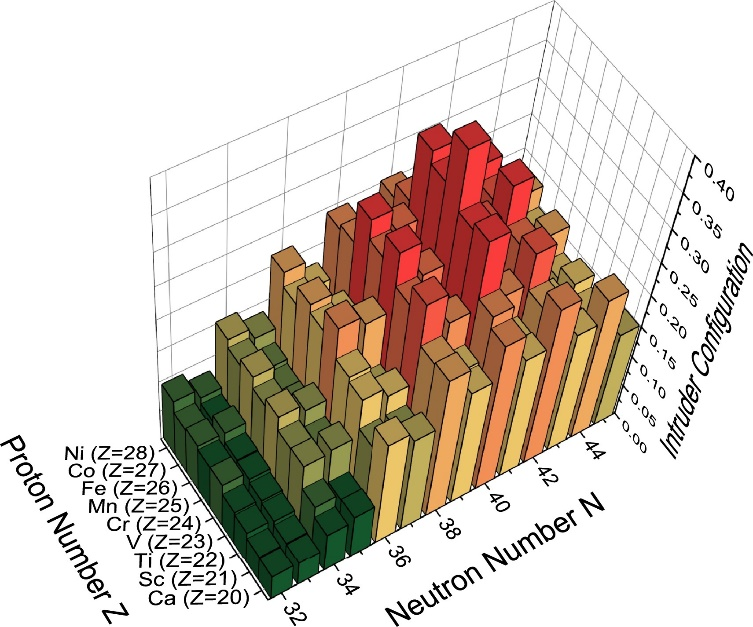 0.40
0.35
0.30
0.25
0.20
0.15
0.10
0.05
0.00
Intruder Configuration
Ni (Z=28)
Co (Z=27)
Fe (Z=26)
Mn (Z=25)
Cr (Z=24)
V (Z=23)
Ti (Z=22)
Sc (Z=21)
Ca (Z=20)
Proton Number Z
32
34
36
38
40
42
44
Neutron Number N